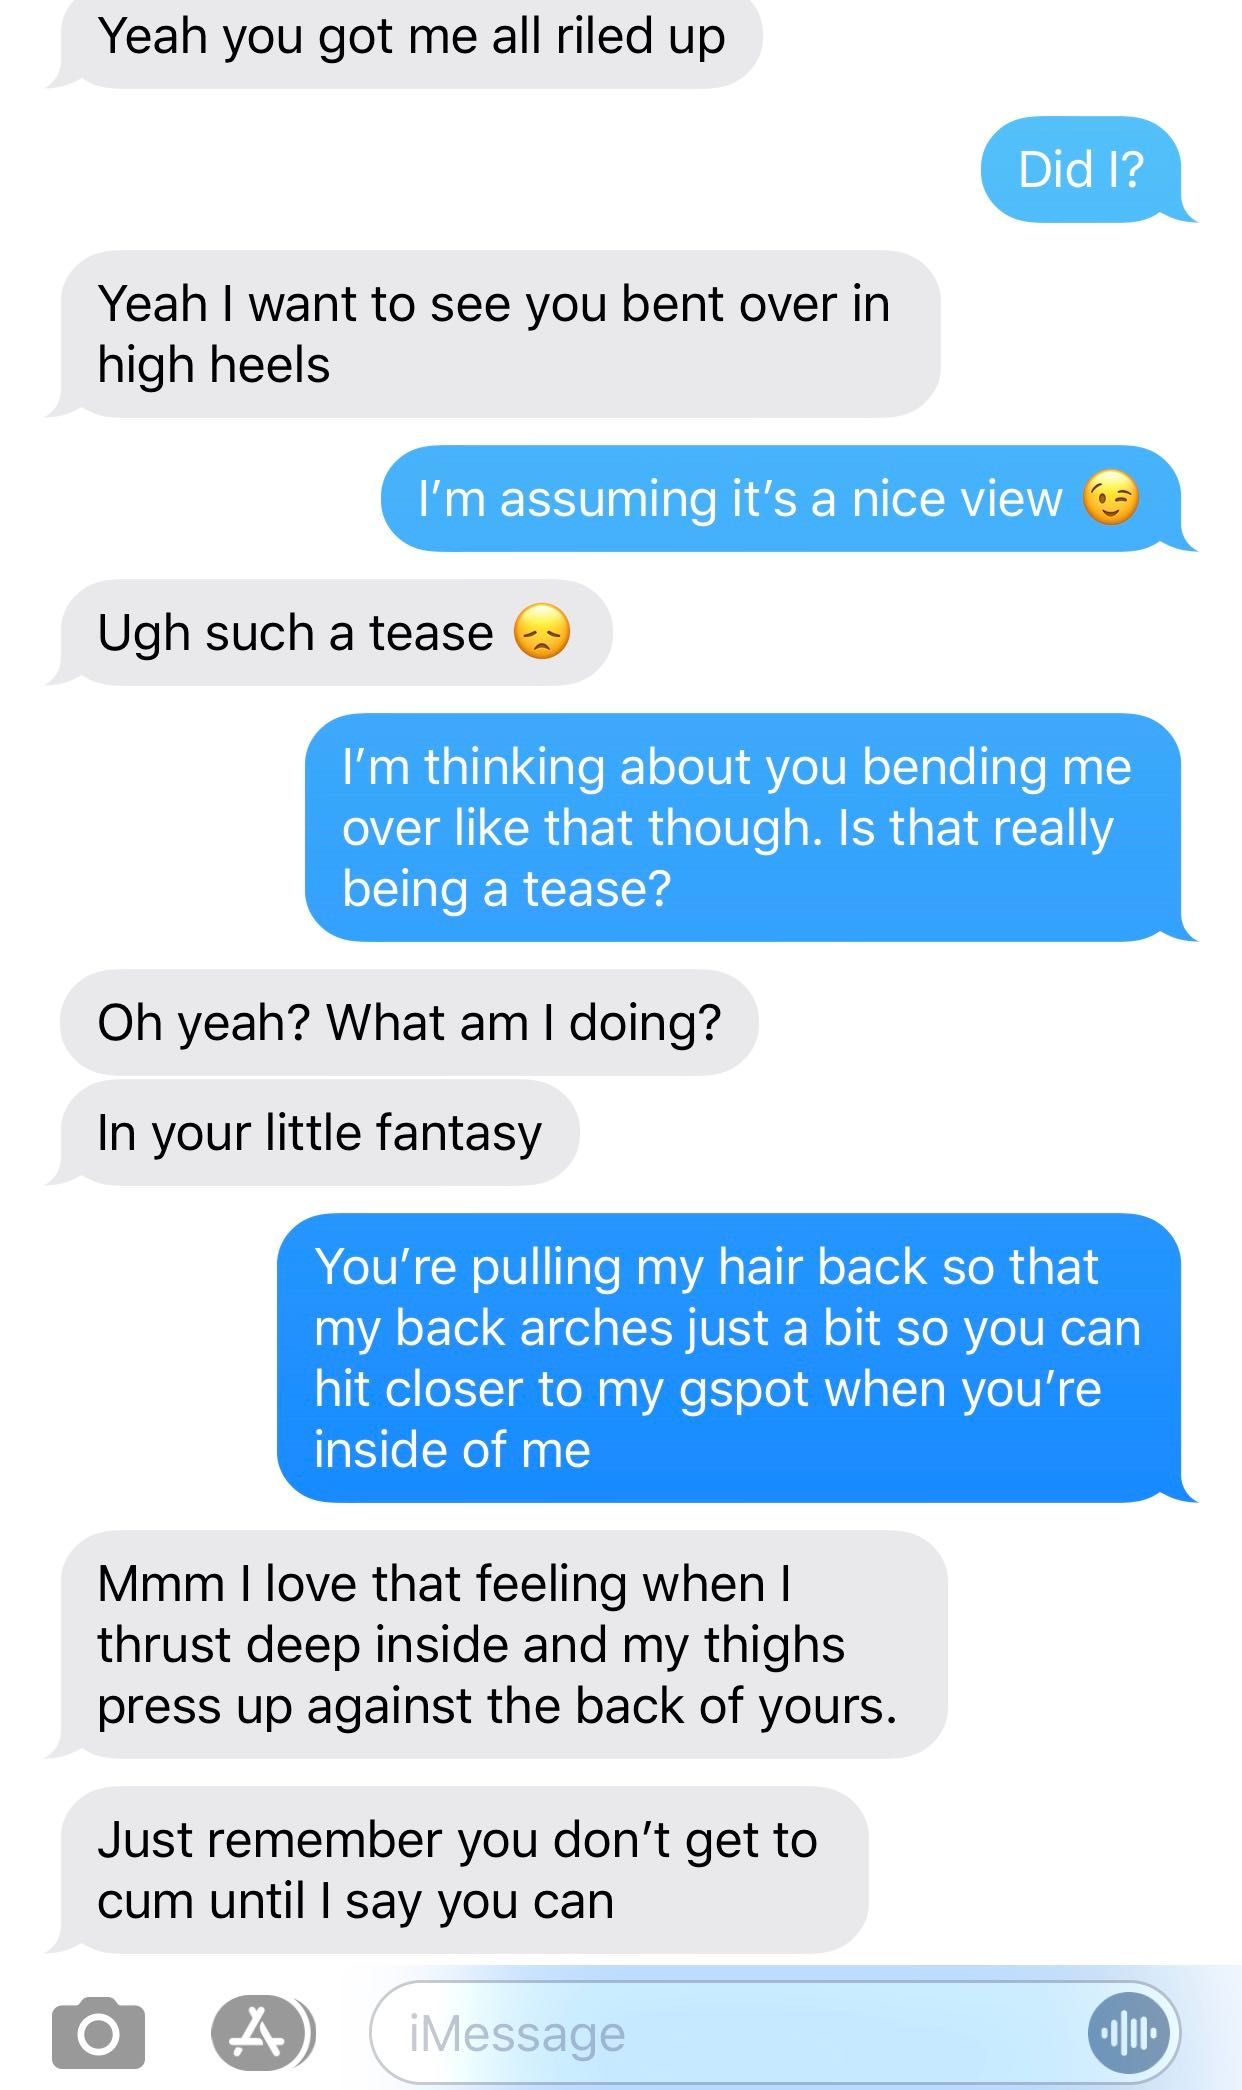 Yeah you got me all riled up
Did I?
Yeah I want to see you bent over in
high heels
I'm assuming it's a nice view 😉
Ugh such a tease 😞
I'm thinking about you bending me
over like that though. Is that really
being a tease?
Oh yeah? What am I doing?
In your little fantasy
You're pulling my hair back so that
my back arches just a bit so you can
hit closer to my gspot when you're
inside of me
Mmm I love that feeling when I
thrust deep inside and my thighs
press up against the back of yours.
Just remember you don't get to
cum until I say you can
iMessage